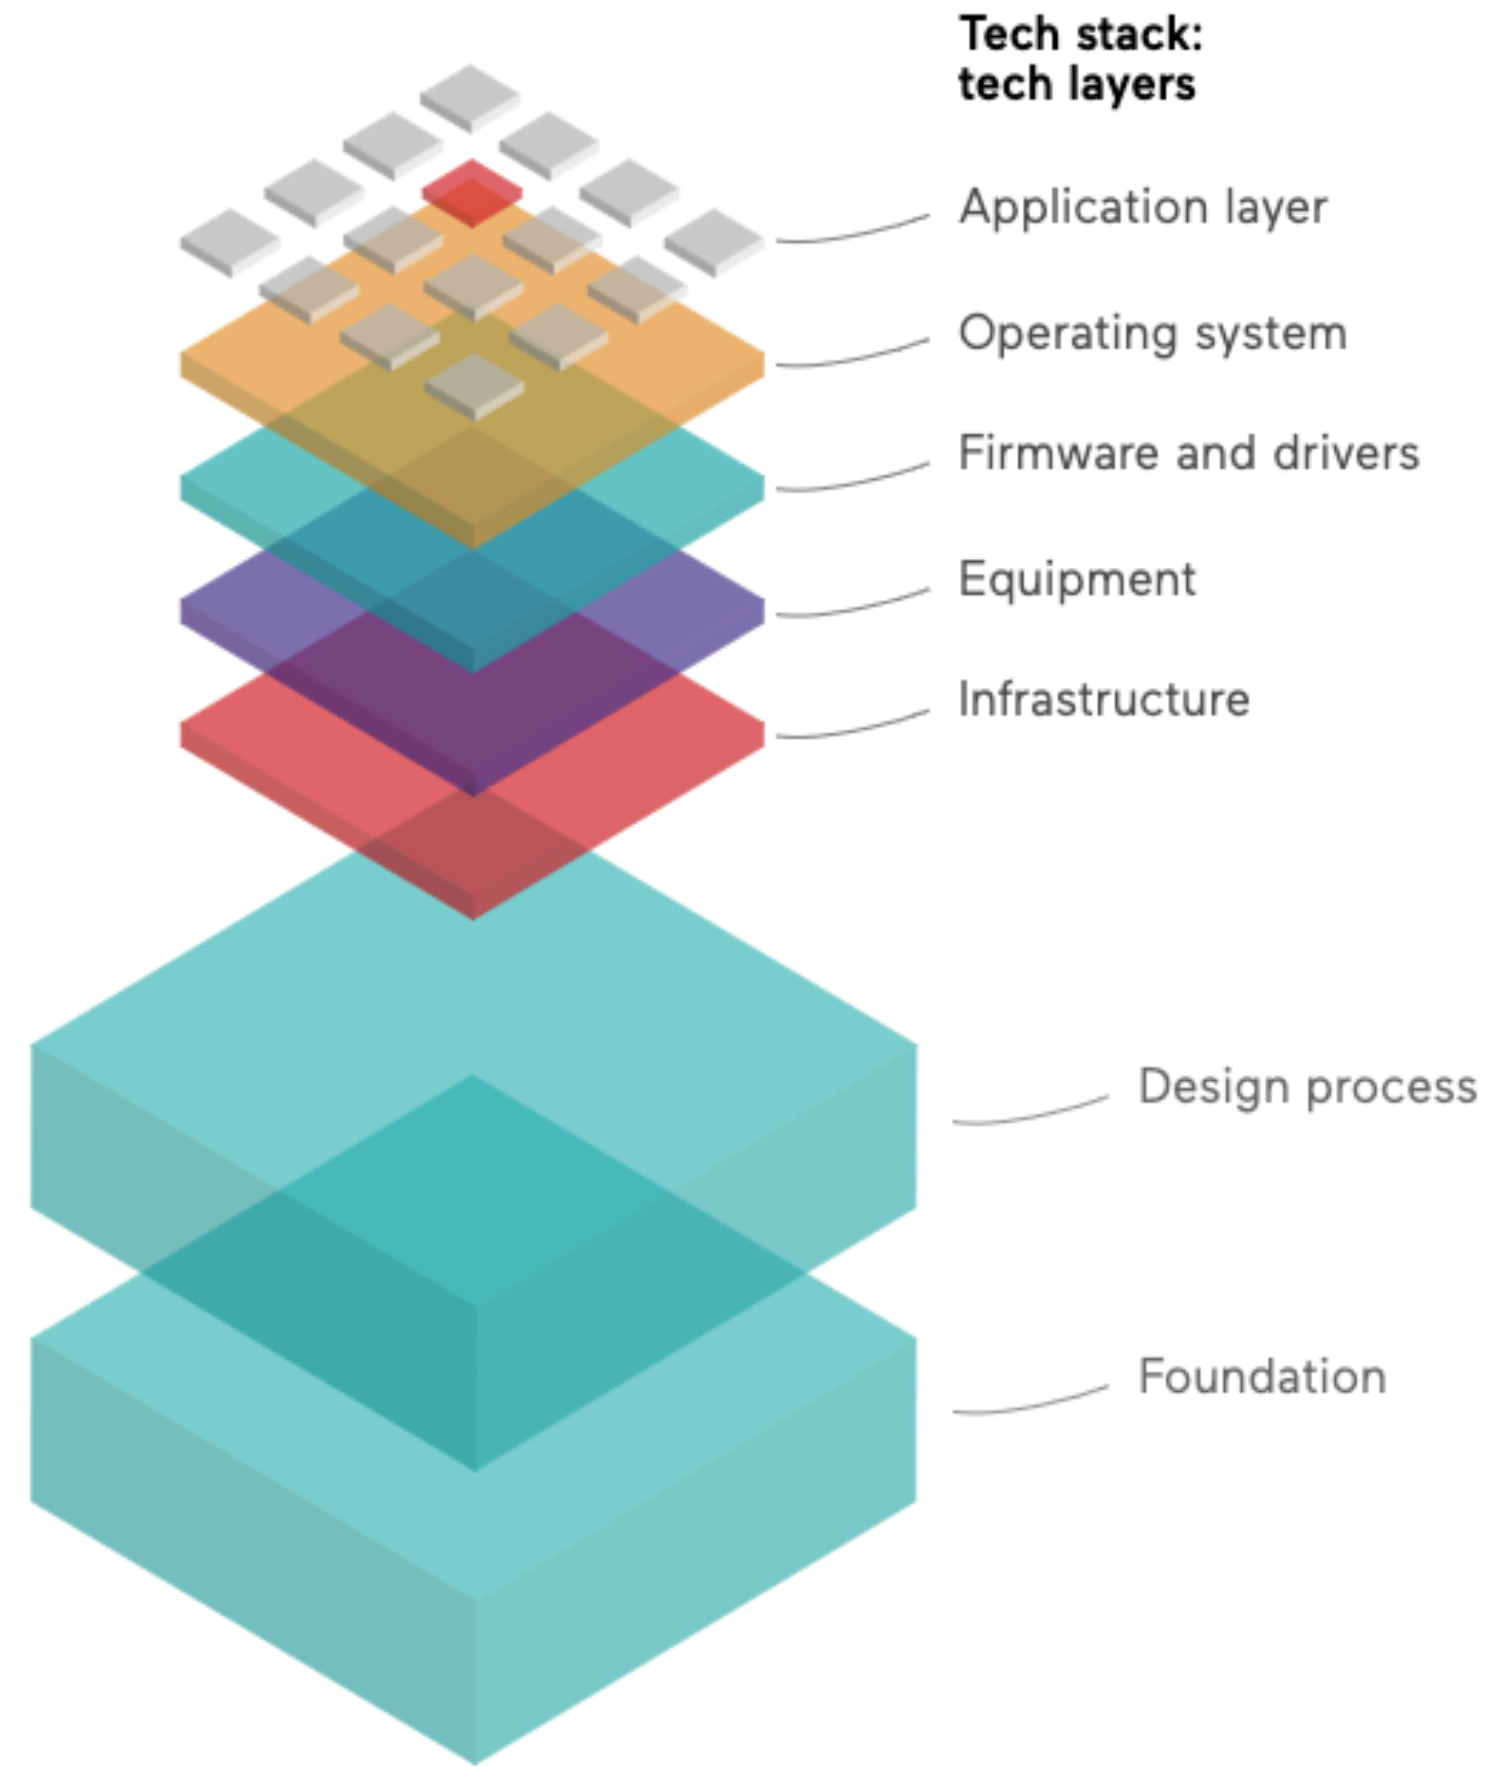 Tech stack:
tech layers
Application layer
Operating system
Firmware and drivers
Equipment
Infrastructure
Design process
Foundation